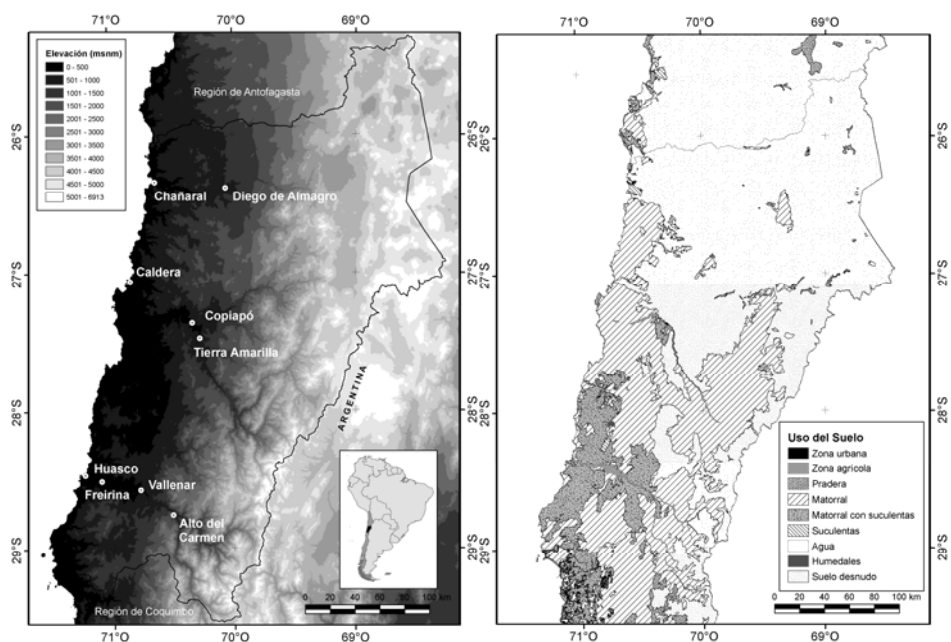 71°O 70°O 69°O
71°O 70°O 69°O
Elevación (msnm)
0 - 500
501 - 1000
1001 - 1500
1501 - 2000
2001 - 2500
2501 - 3000
3001 - 3500
3501 - 4000
4001 - 4500
4501 - 5000
5001 - 6913
Región de Antofagasta
26°S
26°S
26°S
Chañaral
Diego de Almagro
27°S
27°S
27°S
Caldera
Copiapó
Tierra Amarilla
ARGENTINA
28°S
28°S
28°S
Huasco
Freirina
Vallenar
Alto del
Carmen
29°S
29°S
29°S
Región de Coquimbo
0 20 40 60 80 100 km
71°O 70°O 69°O
Uso del Suelo
Zona urbana
Zona agricola
Pradera
Matorral
Matorral con suculentas
Suculentas
Agua
Humedales
Suelo desnudo
0 20 40 60 80 100 km
71°O 70°O 69°O